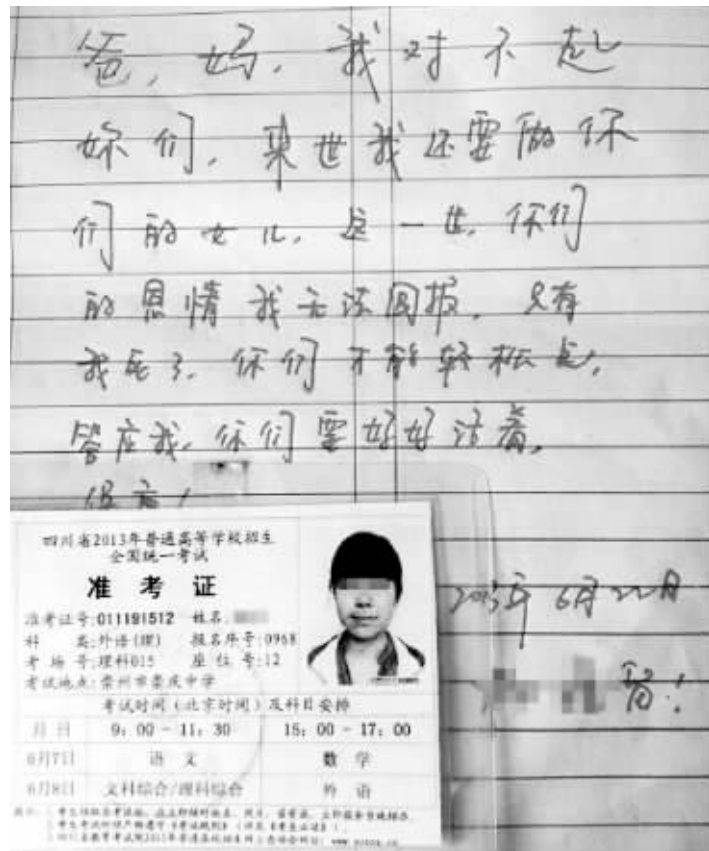 爸，妈，我对不起
你们，来世我还要做你
们的女儿，这一世，你们
的恩情我无法回报，只有
我死了，你们才能轻松点，
答应我，你们要好好活着，
四川省2013年普通高等学校招生
全国统一考试
准考证
准考证号:011191512 姓名:
科 类:外语(理) 报名序号:0968
考场号:理科015 座位号:12
考试地点:崇州市崇庆中学
考试时间(北京时间)及科目安排
月 日 9：00－11：30 15：00－17：00
6月7日 语文 数学
6月8日 文科综合/理科综合 外语
2013年6月22日
留！